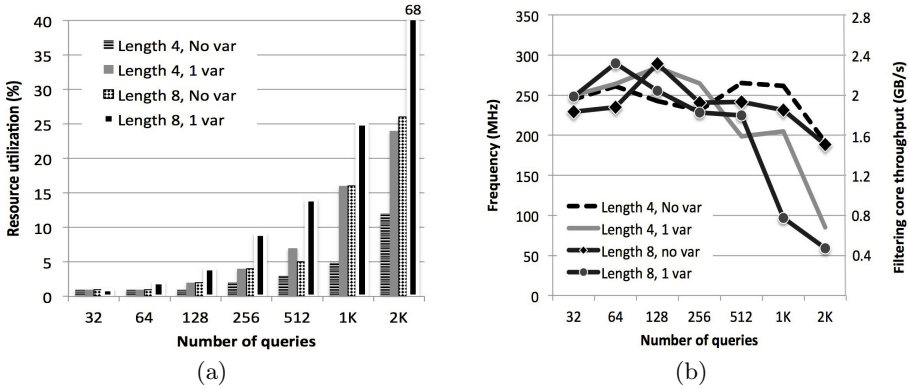 68
40
35
30
25
20
15
10
5
0
Resource utilization (%)
Length 4, No var
Length 4, 1 var
Length 8, No var
Length 8, 1 var
32 64 128 256 512 1K 2K
Number of queries
(a)
350
300
250
200
150
100
50
0
Frequency (MHz)
2.8
2.4
2
1.6
1.2
0.8
0.4
Filtering core throughput (GB/s)
Length 4, No var
Length 4, 1 var
Length 8, no var
Length 8, 1 var
32 64 128 256 512 1K 2K
Number of queries
(b)